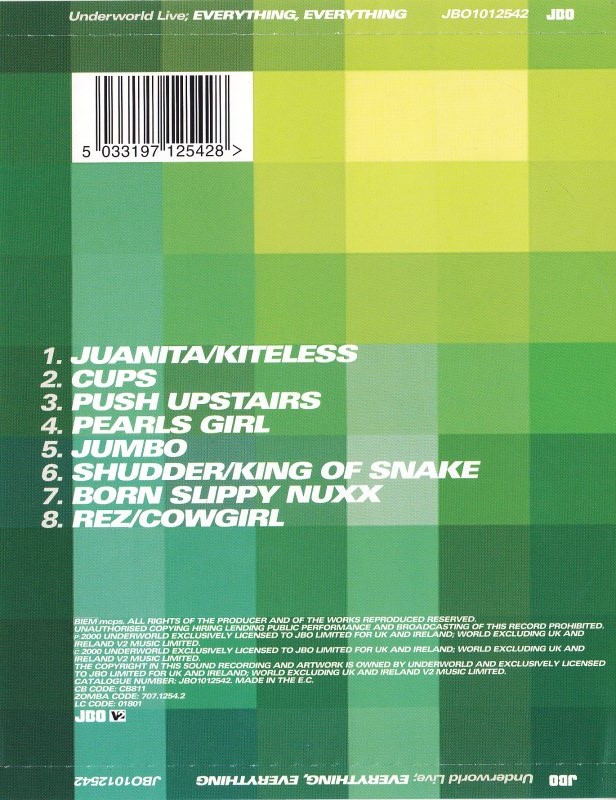 Underworld Live; EVERYTHING, EVERYTHING JBO1012542 JBO
5 033197 125428 >
1. JUANITA/KITELESS
2. CUPS
3. PUSH UPSTAIRS
4. PEARLS GIRL
5. JUMBO
6. SHUDDER/KING OF SNAKE
7. BORN SLIPPY NUXX
8. REZ/COWGIRL
BIEM mcps. ALL RIGHTS OF THE PRODUCER AND OF THE WORKS REPRODUCED RESERVED.
UNAUTHORISED COPYING HIRING LENDING PUBLIC PERFORMANCE AND BROADCASTING OF THIS RECORD PROHIBITED.
℗ 2000 UNDERWORLD EXCLUSIVELY LICENSED TO JBO LIMITED FOR UK AND IRELAND; WORLD EXCLUDING UK AND
IRELAND V2 MUSIC LIMITED.
© 2000 UNDERWORLD EXCLUSIVELY LICENSED TO JBO LIMITED FOR UK AND IRELAND; WORLD EXCLUDING UK AND
IRELAND V2 MUSIC LIMITED.
THE COPYRIGHT IN THIS SOUND RECORDING AND ARTWORK IS OWNED BY UNDERWORLD AND EXCLUSIVELY LICENSED
TO JBO LIMITED FOR UK AND IRELAND; WORLD EXCLUDING UK AND IRELAND V2 MUSIC LIMITED.
CATALOGUE NUMBER: JBO1012542. MADE IN THE E.C.
CB CODE: CB811
ZOMBA CODE: 707.1254.2
LC CODE: 01801
JBO V2
Underworld Live; EVERYTHING, EVERYTHING JBO1012542 JBO